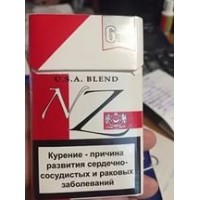 U.S.A. BLEND
NZ
Курение - причина
развития сердечно-
сосудистых и раковых
заболеваний